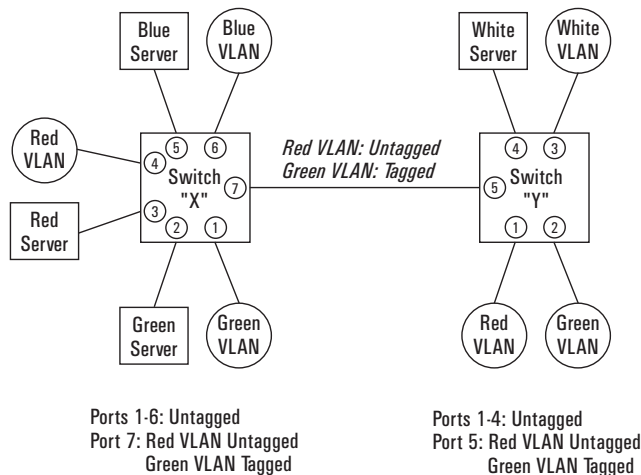 Blue
Server
Blue
VLAN
White
Server
White
VLAN
Red
VLAN
Red
Server
5
6
4
3
2
1
7
Switch
"X"
Red VLAN: Untagged
Green VLAN: Tagged
4
3
5
Switch
"Y"
1
2
Green
Server
Green
VLAN
Red
VLAN
Green
VLAN
Ports 1-6: Untagged
Port 7: Red VLAN Untagged
Green VLAN Tagged
Ports 1-4: Untagged
Port 5: Red VLAN Untagged
Green VLAN Tagged